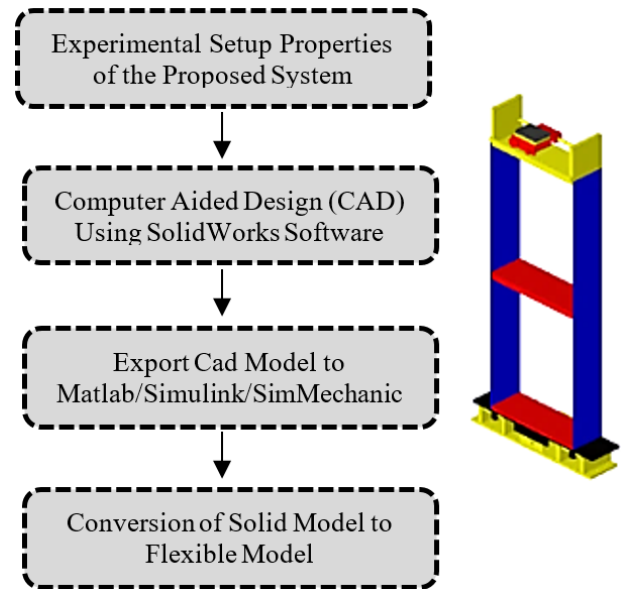 Experimental Setup Properties
of the Proposed System
Computer Aided Design (CAD)
Using SolidWorks Software
Export Cad Model to
Matlab/Simulink/SimMechanic
Conversion of Solid Model to
Flexible Model